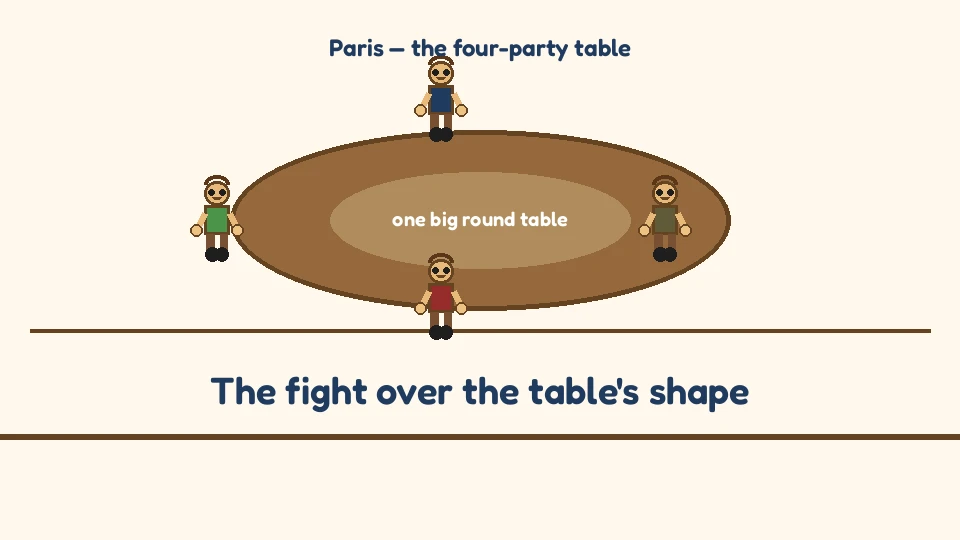 Paris — the four-party table
one big round table
The fight over the table's shape